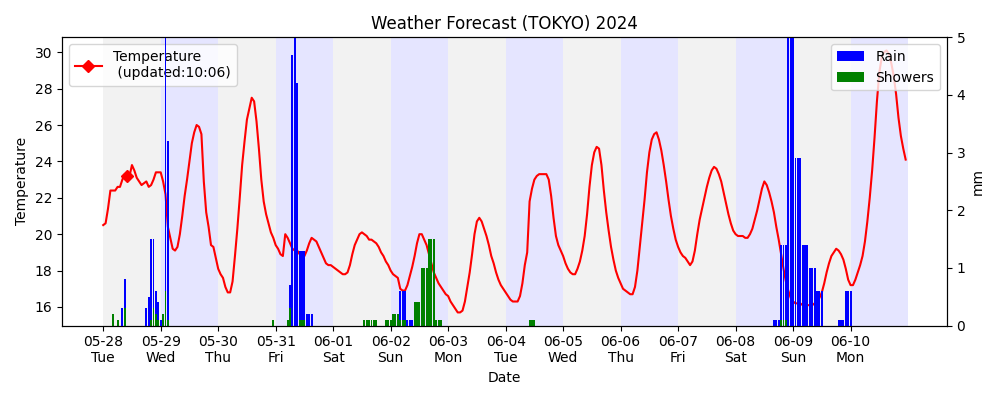 Weather Forecast (TOKYO) 2024
Temperature
(updated:10:06)
Rain
Showers
Temperature
30
28
26
24
22
20
18
16
5
4
3
2
1
0
mm
05-28 05-29 05-30 05-31 06-01 06-02 06-03 06-04 06-05 06-06 06-07 06-08 06-09 06-10
Tue Wed Thu Fri Sat Sun Mon Tue Wed Thu Fri Sat Sun Mon
Date